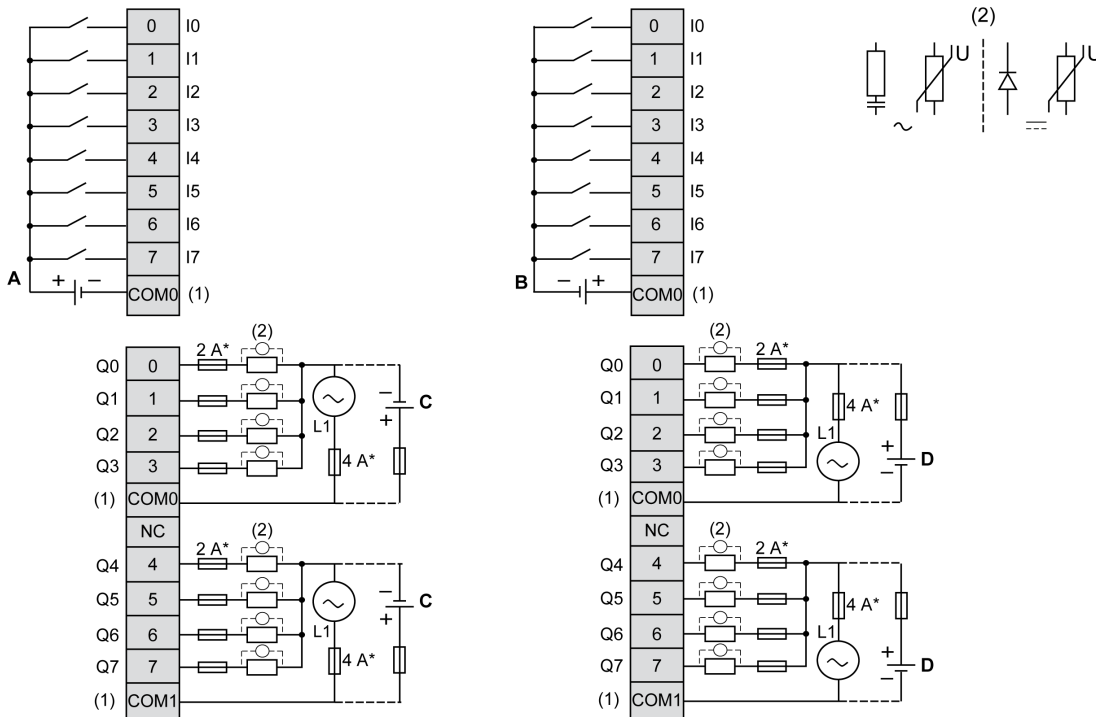 0 I0
1 I1
2 I2
3 I3
4 I4
5 I5
6 I6
7 I7
A + − COM0 (1)
0 I0
1 I1
2 I2
3 I3
4 I4
5 I5
6 I6
7 I7
B − + COM0 (1)
(2)
U U
(2)
Q0 0 2 A*
Q1 1 − C
Q2 2 L1 +
Q3 3 4 A*
(1) COM0
NC (2)
Q4 4 2 A*
Q5 5 − C
Q6 6 L1 +
Q7 7 4 A*
(1) COM1
(2)
Q0 0 2 A*
Q1 1 4 A*
Q2 2 L1 +
Q3 3 − D
(1) COM0
NC (2)
Q4 4 2 A*
Q5 5 4 A*
Q6 6 L1 +
Q7 7 − D
(1) COM1